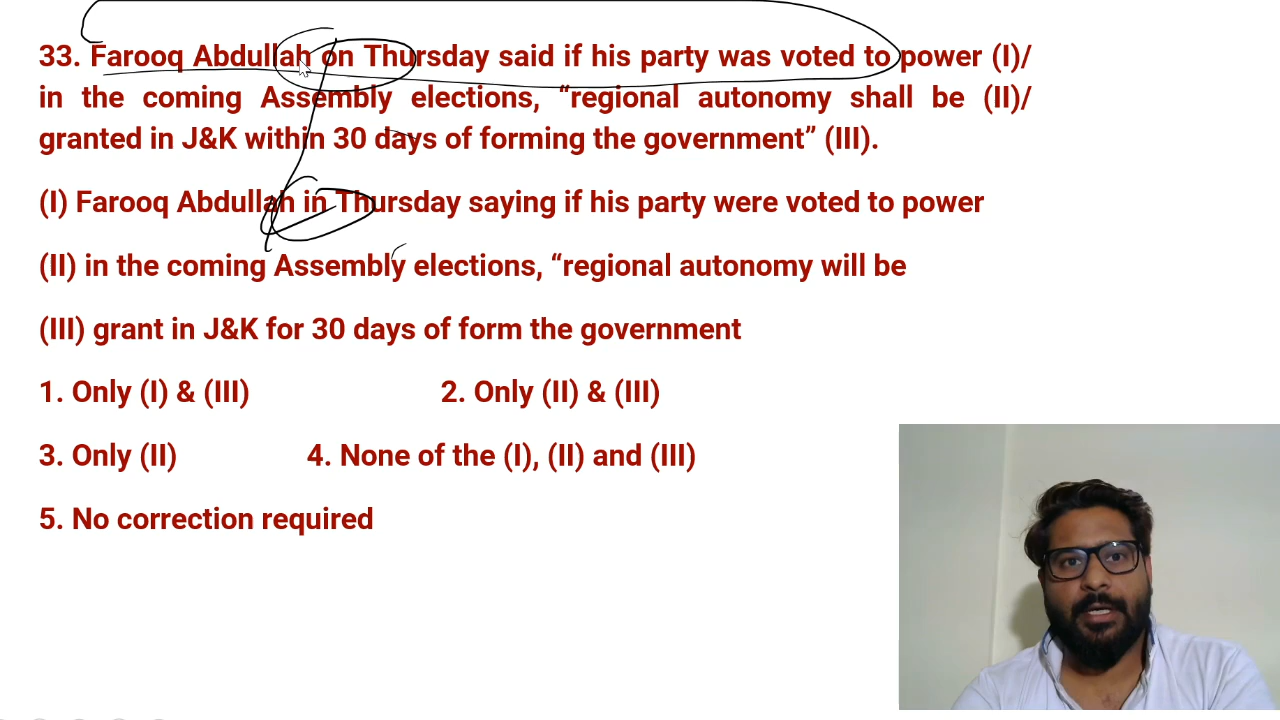 33. Farooq Abdullah on Thursday said if his party was voted to power (I)/
in the coming Assembly elections, “regional autonomy shall be (II)/
granted in J&K within 30 days of forming the government” (III).
(I) Farooq Abdullah in Thursday saying if his party were voted to power
(II) in the coming Assembly elections, “regional autonomy will be
(III) grant in J&K for 30 days of form the government
1. Only (I) & (III) 2. Only (II) & (III)
3. Only (II) 4. None of the (I), (II) and (III)
5. No correction required